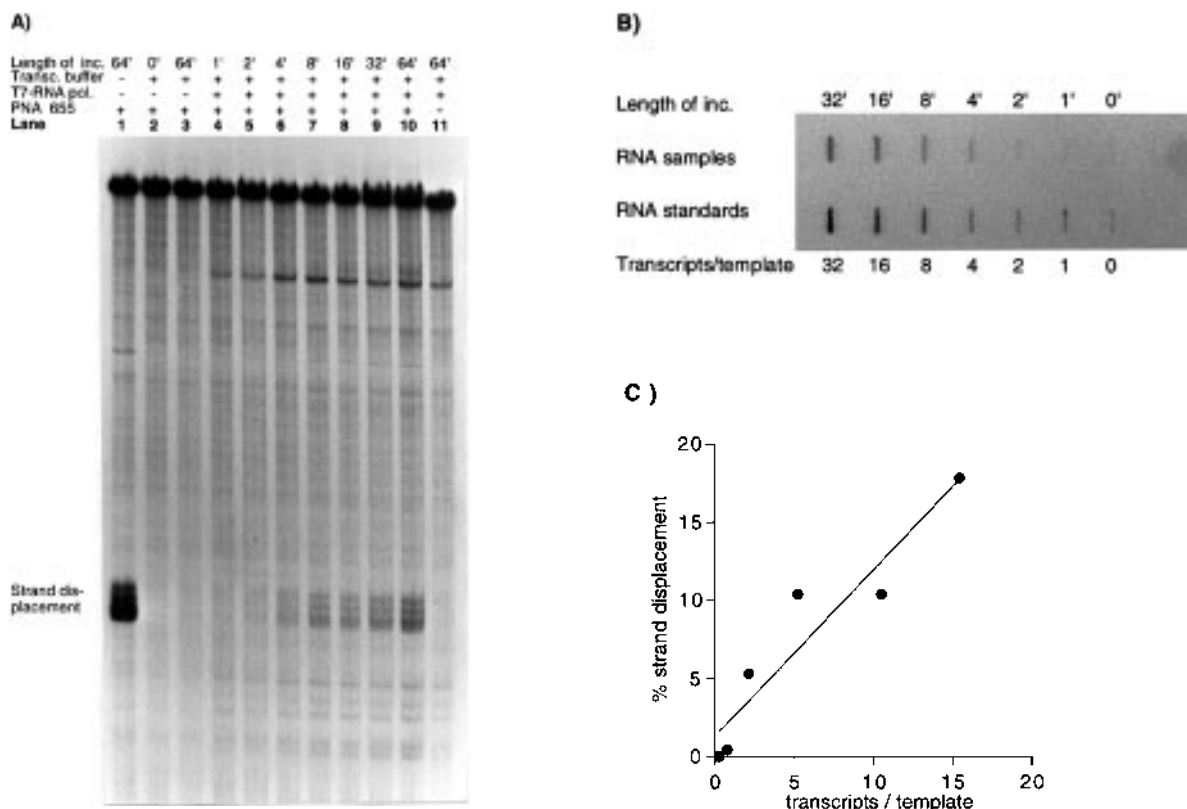 A)
Length of inc. 64' 0' 64' 1' 2' 4' 8' 16' 32' 64' 64'
Transc. buffer - + + + + + + + + + +
T7-RNA pol. - - - + + + + + + + +
PNA 655 + + + + + + + + + + -
Lane 1 2 3 4 5 6 7 8 9 10 11
Strand dis-
placement
B)
Length of inc. 32' 16' 8' 4' 2' 1' 0'
RNA samples
RNA standards
Transcripts/template 32 16 8 4 2 1 0
C )
% strand displacement
20
15
10
5
0
0 5 10 15 20
transcripts / template